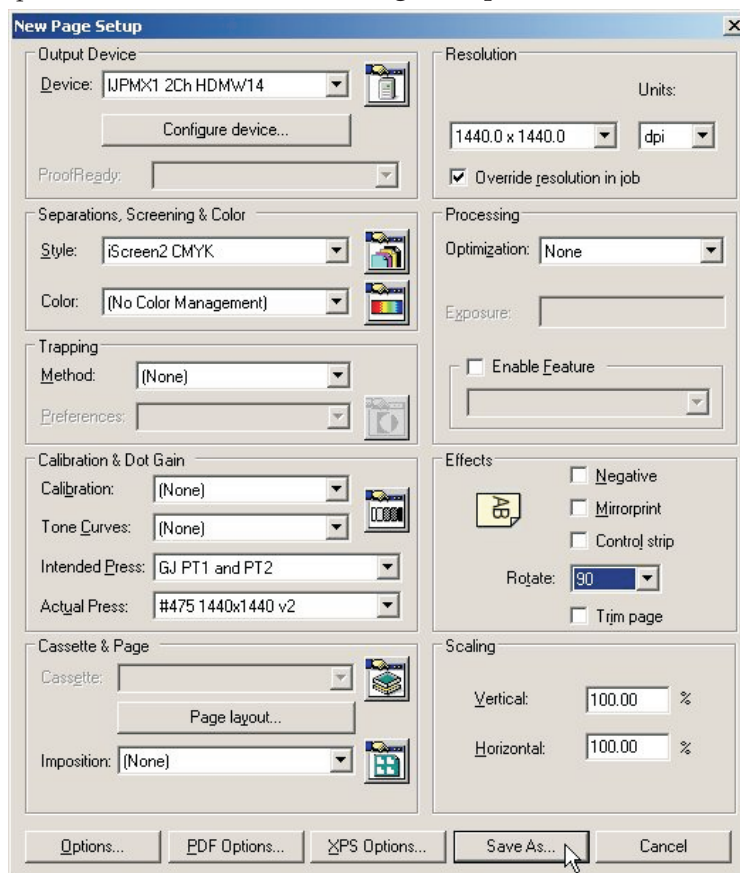 New Page Setup
Output Device
Device: IJPMX1 2Ch HDMW14
Configure device...
ProofReady:
Separations, Screening & Color
Style: iScreen2 CMYK
Color: (No Color Management)
Trapping
Method: (None)
Preferences:
Calibration & Dot Gain
Calibration: (None)
Tone Curves: (None)
Intended Press: GJ PT1 and PT2
Actual Press: #475 1440x1440 v2
Cassette & Page
Cassette:
Page layout...
Imposition: (None)
Resolution
Units:
1440.0 x 1440.0 dpi
Override resolution in job
Processing
Optimization: None
Exposure:
Enable Feature
Effects
Negative
AB
Mirrorprint
Control strip
Rotate: 90
Trim page
Scaling
Vertical: 100.00 %
Horizontal: 100.00 %
Options... PDF Options... XPS Options... Save As... Cancel